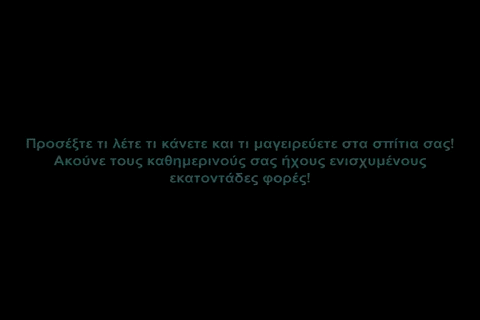 Προσέξτε τι λέτε τι κάνετε και τι μαγειρεύετε στα σπίτια σας!
Ακούνε τους καθημερινούς σας ήχους ενισχυμένους
εκατοντάδες φορές!